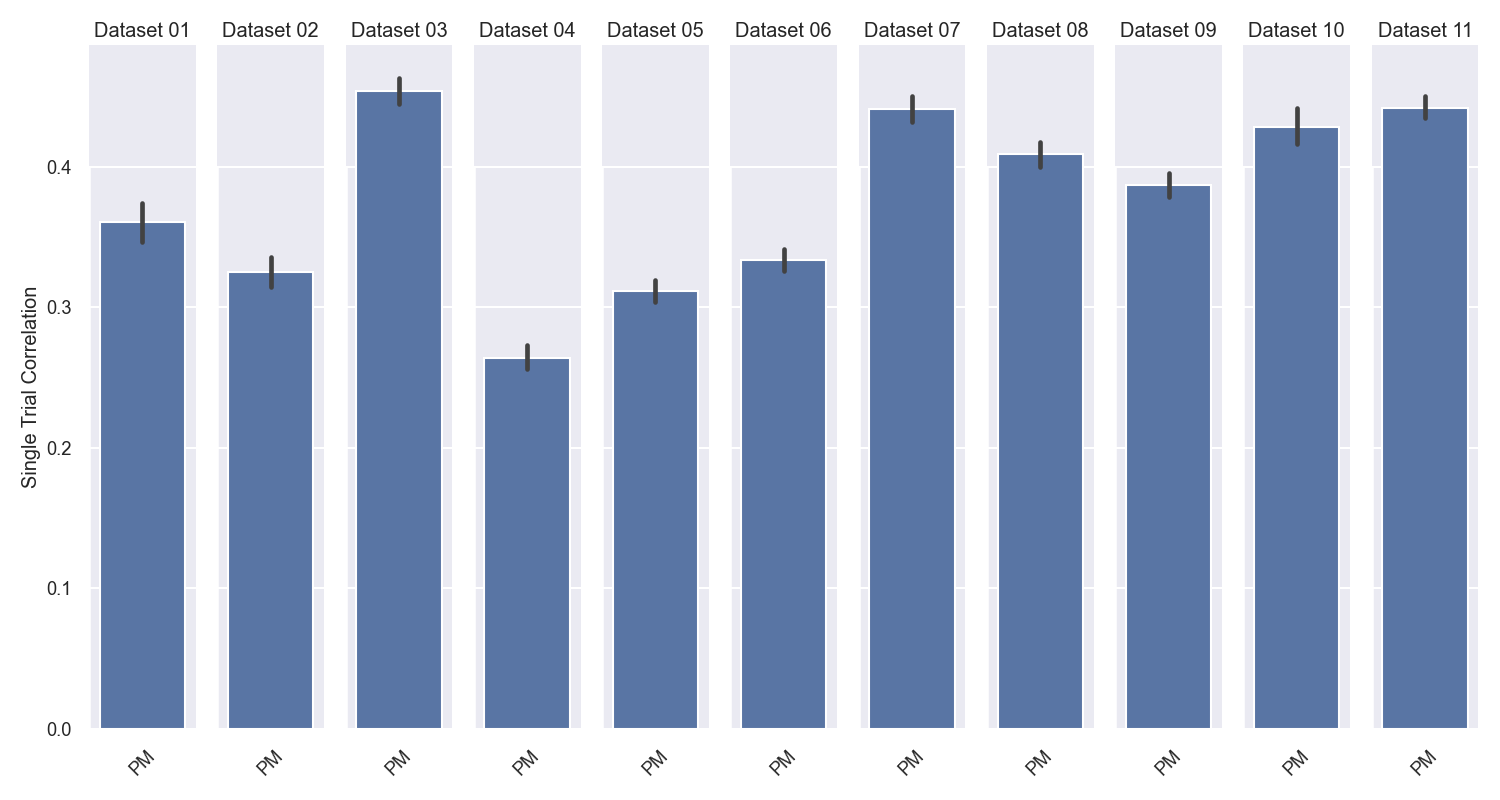 Dataset 01 Dataset 02 Dataset 03 Dataset 04 Dataset 05 Dataset 06 Dataset 07 Dataset 08 Dataset 09 Dataset 10 Dataset 11
Single Trial Correlation
0.4
0.3
0.2
0.1
0.0
PM PM PM PM PM PM PM PM PM PM PM